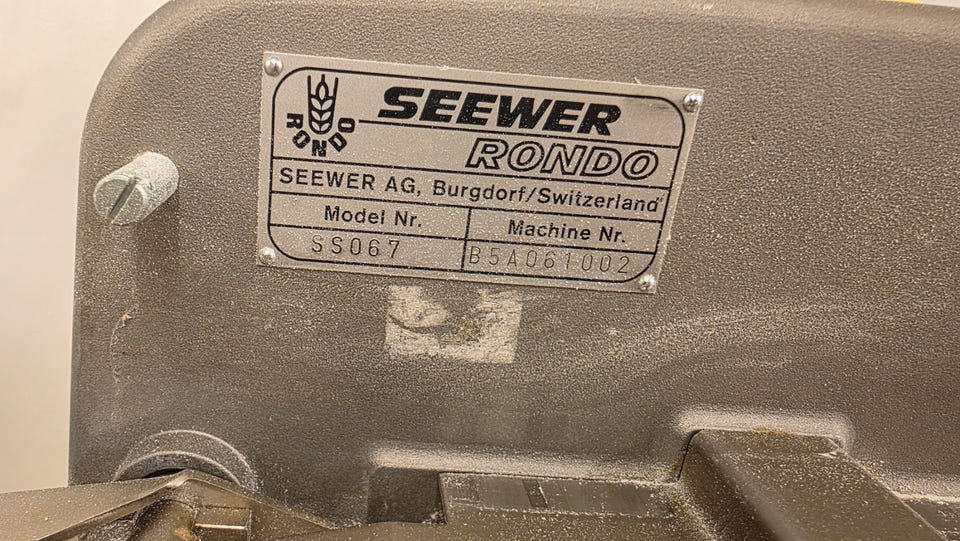 RONDO
SEEWER
RONDO
SEEWER AG, Burgdorf/Switzerland
Model Nr. Machine Nr.
SS067 B5A061002